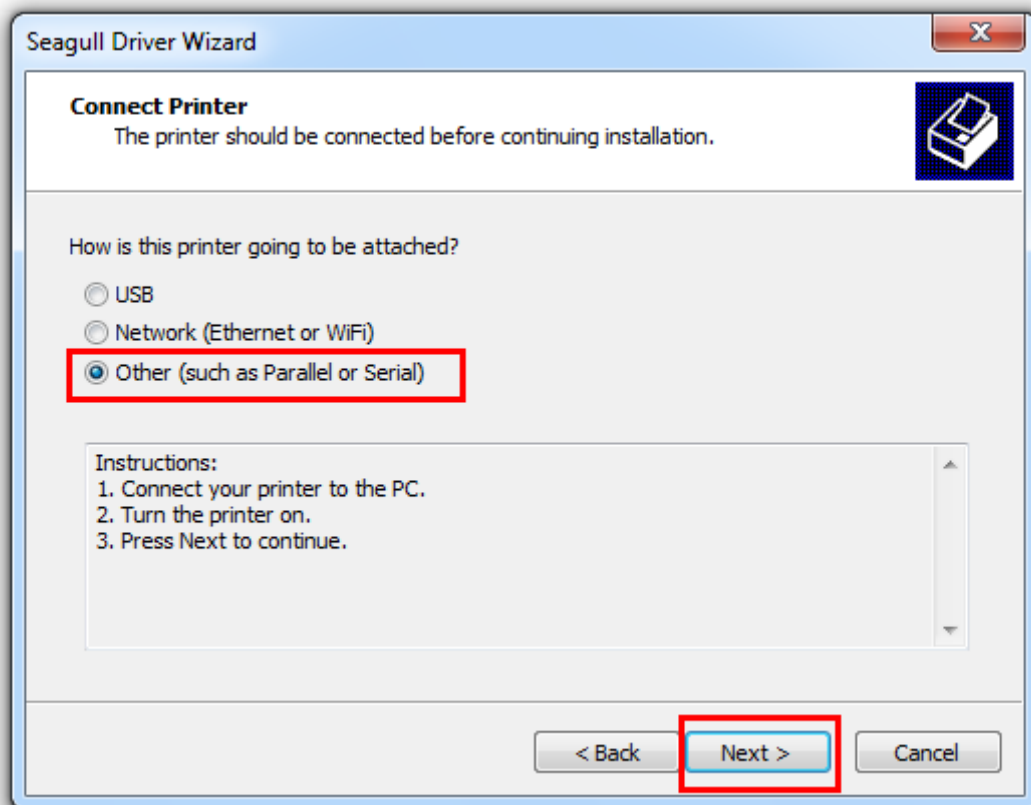 Seagull Driver Wizard
Connect Printer
The printer should be connected before continuing installation.
How is this printer going to be attached?
USB
Network (Ethernet or WiFi)
Other (such as Parallel or Serial)
Instructions:
1. Connect your printer to the PC.
2. Turn the printer on.
3. Press Next to continue.
< Back Next > Cancel